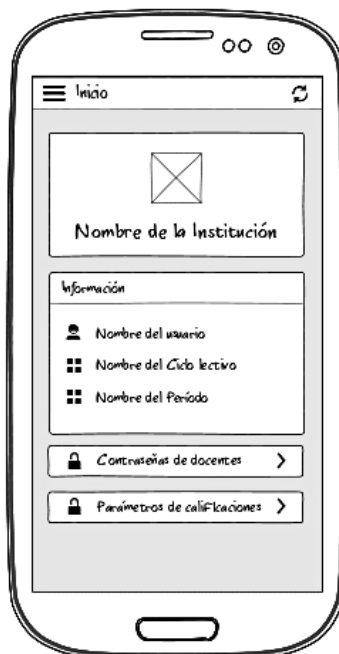 Inicio
Nombre de la Institución
Información
Nombre del usuario
Nombre del Ciclo lectivo
Nombre del Período
Contraseñas de docentes
Parámetros de calificaciones